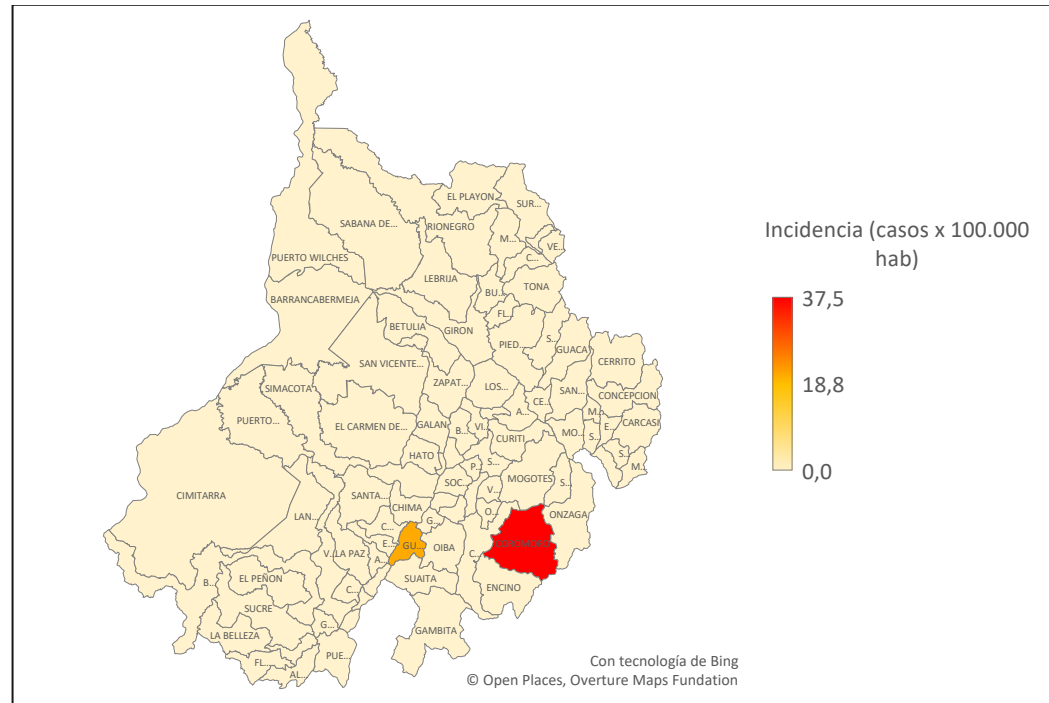 EL PLAYON
SUR...
SABANA DE...
RIONEGRO
M...
VE...
PUERTO WILCHES
C...
LEBRIJA
TONA
BARRANCABERMEJA
BU...
FL...
BETULIA
GIRON
PIED...
S...
GUACA
SAN VICENTE...
CERRITO
ZAPAT...
LOS...
SIMACOTA
CE...
SAN...
CONCEPCION
PUERTO
...
EL CARMEN DE...
GALAN
A...
B...
VI...
M...
CARCASI
CURITI
MO...
S...
E...
HATO
P...
S...
S...
M...
CIMITARRA
SANTA...
SOC...
V...
MOGOTES
S...
LAN...
CHIMA
O...
ONZAGA
C...
G...
V...
LA PAZ
E...
GU...
OIBA
C...
A...
B...
EL PEÑON
C...
SUAITA
ENCINO
SUCRE
G...
LA BELLEZA
GAMBITA
FL...
PUE...
AL...
Incidencia (casos x 100.000
hab)
37,5
18,8
0,0
Con tecnología de Bing
© Open Places, Overture Maps Fundation